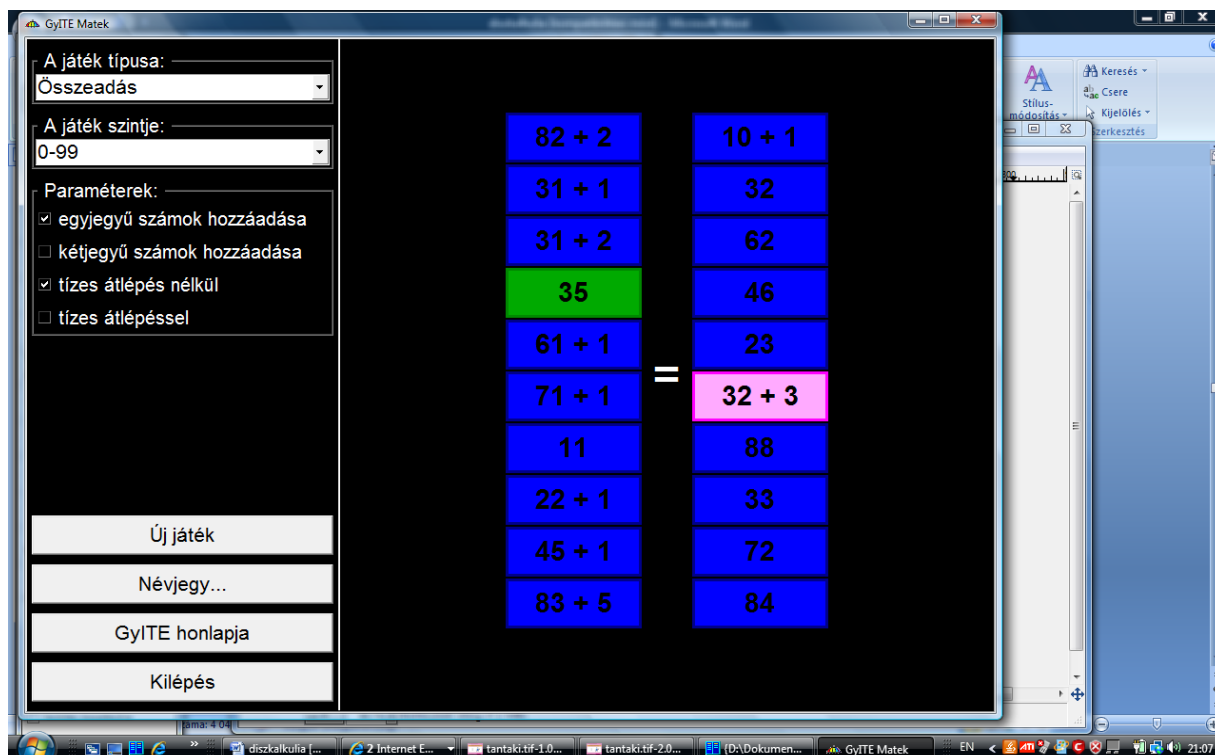 GyITE Matek
A játék típusa:
Összeadás
A játék szintje:
0-99
Paraméterek:
egyjegyű számok hozzáadása
kétjegyű számok hozzáadása
tízes átlépés nélkül
tízes átlépéssel
Új játék
Névjegy...
GyITE honlapja
Kilépés
82 + 2 10 + 1
31 + 1 32
31 + 2 62
35 46
61 + 1 23
=
71 + 1 32 + 3
11 88
22 + 1 33
45 + 1 72
83 + 5 84
Keresés
Csere
Kijelölés
Stílus-
módosítás
Szerkesztés
diszkalkulia [...
2 Internet E...
tantaki.tif-1.0...
tantaki.tif-2.0...
(D:\Dokumen...
GyITE Matek
EN
21:07